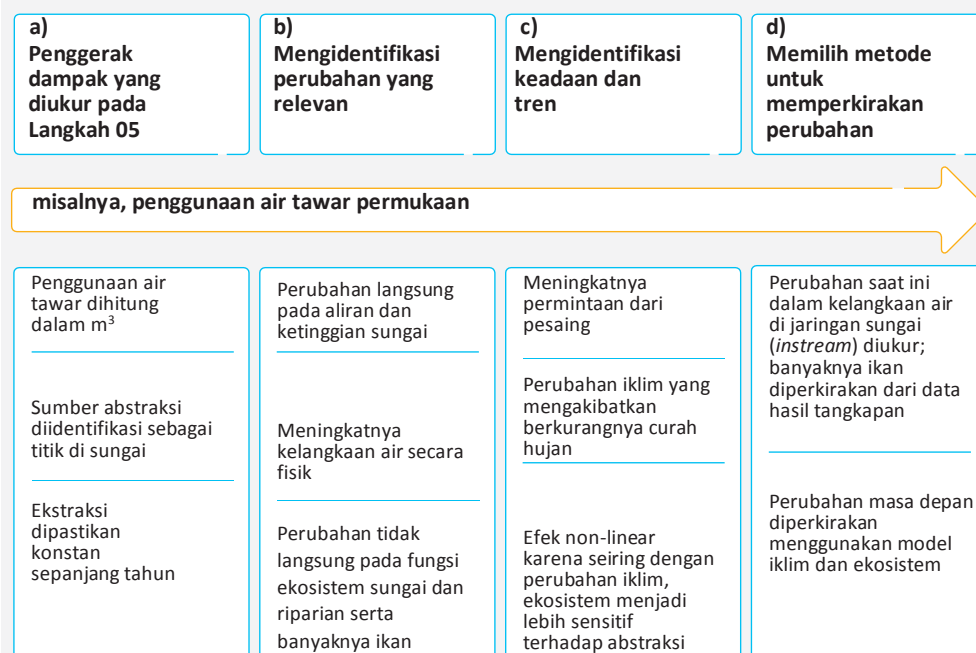 a)
Penggerak
dampak yang
diukur pada
Langkah 05
b)
Mengidentifikasi
perubahan yang
relevan
c)
Mengidentifikasi
keadaan dan
tren
d)
Memilih metode
untuk
memperkirakan
perubahan
misalnya, penggunaan air tawar permukaan
Penggunaan air
tawar dihitung
dalam m³
Sumber abstraksi
diidentifikasi sebagai
titik di sungai
Ekstraksi
dipastikan
konstan
sepanjang tahun
Perubahan langsung
pada aliran dan
ketinggian sungai
Meningkatnya
kelangkaan air secara
fisik
Perubahan tidak
langsung pada fungsi
ekosistem sungai dan
riparian serta
banyaknya ikan
Meningkatnya
permintaan dari
pesaing
Perubahan iklim yang
mengakibatkan
berkurangnya curah
hujan
Efek non-linear
karena seiring dengan
perubahan iklim,
ekosistem menjadi
lebih sensitif
terhadap abstraksi
Perubahan saat ini
dalam kelangkaan air
di jaringan sungai
(instream) diukur;
banyaknya ikan
diperkirakan dari data
hasil tangkapan
Perubahan masa depan
diperkirakan
menggunakan model
iklim dan ekosistem